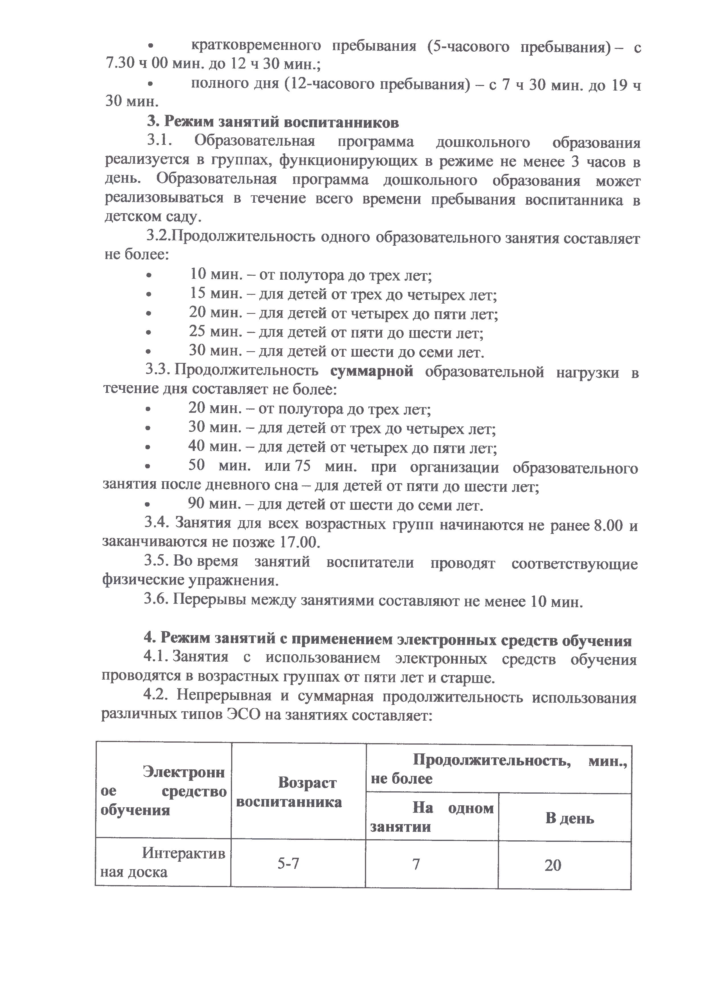 • кратковременного пребывания (5-часового пребывания) – с
7.30 ч 00 мин. до 12 ч 30 мин.;
• полного дня (12-часового пребывания) – с 7 ч 30 мин. до 19 ч
30 мин.
3. Режим занятий воспитанников
3.1. Образовательная программа дошкольного образования
реализуется в группах, функционирующих в режиме не менее 3 часов в
день. Образовательная программа дошкольного образования может
реализовываться в течение всего времени пребывания воспитанника в
детском саду.
3.2.Продолжительность одного образовательного занятия составляет
не более:
• 10 мин. – от полутора до трех лет;
• 15 мин. – для детей от трех до четырех лет;
• 20 мин. – для детей от четырех до пяти лет;
• 25 мин. – для детей от пяти до шести лет;
• 30 мин. – для детей от шести до семи лет.
3.3. Продолжительность суммарной образовательной нагрузки в
течение дня составляет не более:
• 20 мин. – от полутора до трех лет;
• 30 мин. – для детей от трех до четырех лет;
• 40 мин. – для детей от четырех до пяти лет;
• 50 мин. или 75 мин. при организации образовательного
занятия после дневного сна – для детей от пяти до шести лет;
• 90 мин. – для детей от шести до семи лет.
3.4. Занятия для всех возрастных групп начинаются не ранее 8.00 и
заканчиваются не позже 17.00.
3.5. Во время занятий воспитатели проводят соответствующие
физические упражнения.
3.6. Перерывы между занятиями составляют не менее 10 мин.
4. Режим занятий с применением электронных средств обучения
4.1. Занятия с использованием электронных средств обучения
проводятся в возрастных группах от пяти лет и старше.
4.2. Непрерывная и суммарная продолжительность использования
различных типов ЭСО на занятиях составляет:
Электронн
ое средство
обучения
Возраст
воспитанника
Продолжительность, мин.,
не более
На одном
занятии
В день
Интерактив
ная доска
5-7
7
20